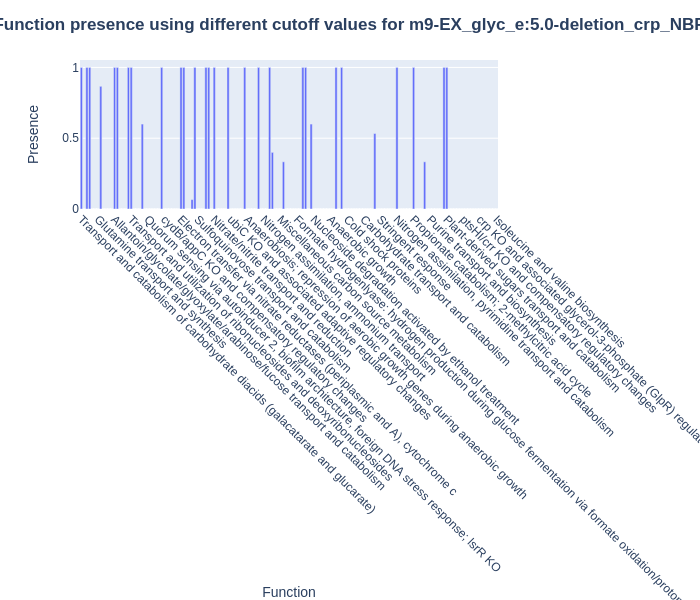 Function presence using different cutoff values for m9-EX_glyc_e:5.0-deletion_crp_NBR
Presence
1
0.5
0
Transport and catabolism of carbohydrate diacids (galacatarate and glucarate)
Glutamine transport and synthesis
Allantoin/glycolate/glyoxylate/arabinose/fucose transport and catabolism
Transport and utilization of ribonucleosides and deoxyribonucleosides
Quorum sensing via autoinducer 2, biofilm architecture, foreign DNA stress response; lsrR KO
cydB/appC KO and compensatory regulatory changes
Electron transfer via nitrate reductases (periplasmic and A), cytochrome c
Sulfoquinovose transport and catabolism
Nitrate/nitrite transport and reduction
ubiC KO and associated adaptive regulatory changes
Anaerobiosis, repression of aerobic growth genes during anaerobic growth
Nitrogen assimilation, ammonium transport
Miscellaneous carbon source metabolism
Formate hydrogenlyase: hydrogen production during glucose fermentation via formate oxidation/proton
Nucleoside degradation, activated by ethanol treatment
Anaerobic growth
Cold shock proteins
Carbohydrate transport and catabolism
Stringent response
Nitrogen assimilation, pyrimidine transport and catabolism
Propionate catabolism; 2-methylcitric acid cycle
Purine transport and biosynthesis
Plant-derived sugars transport and catabolism
ptsHI/crr KO and compensatory regulatory changes
crp KO and associated glycerol-3-phosphate (GlpR) regula
Isoleucine and valine biosynthesis
Function